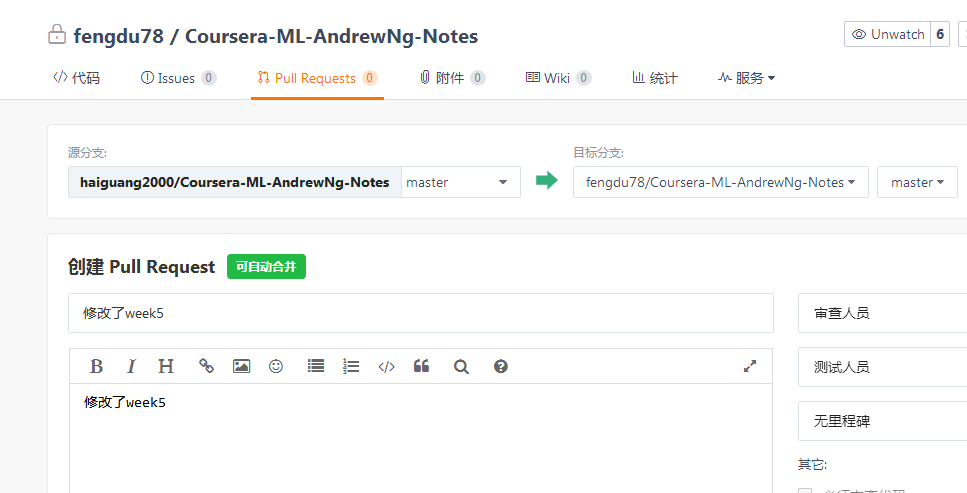 fengdu78 / Coursera-ML-AndrewNg-Notes
Unwatch 6
代码 Issues 0 Pull Requests 0 附件 0 Wiki 0 统计 服务
源分支: 目标分支:
haiguang2000/Coursera-ML-AndrewNg-Notes master fengdu78/Coursera-ML-AndrewNg-Notes master
创建 Pull Request 可自动合并
修改了week5
审查人员
B I H
测试人员
修改了week5
无里程碑
其它: